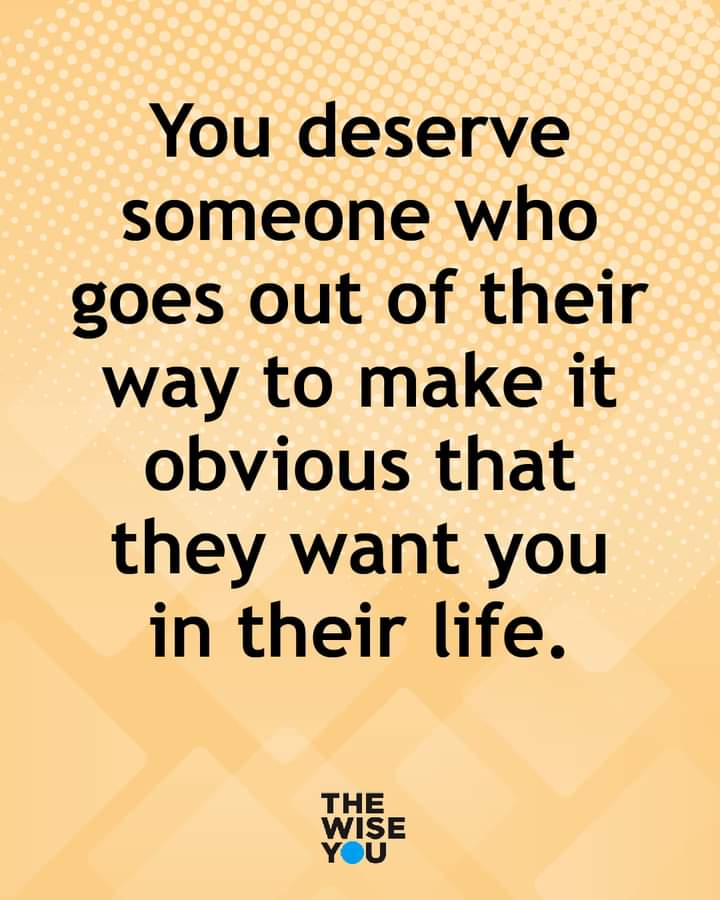 You deserve
someone who
goes out of their
way to make it
obvious that
they want you
in their life.
THE
WISE
YOU